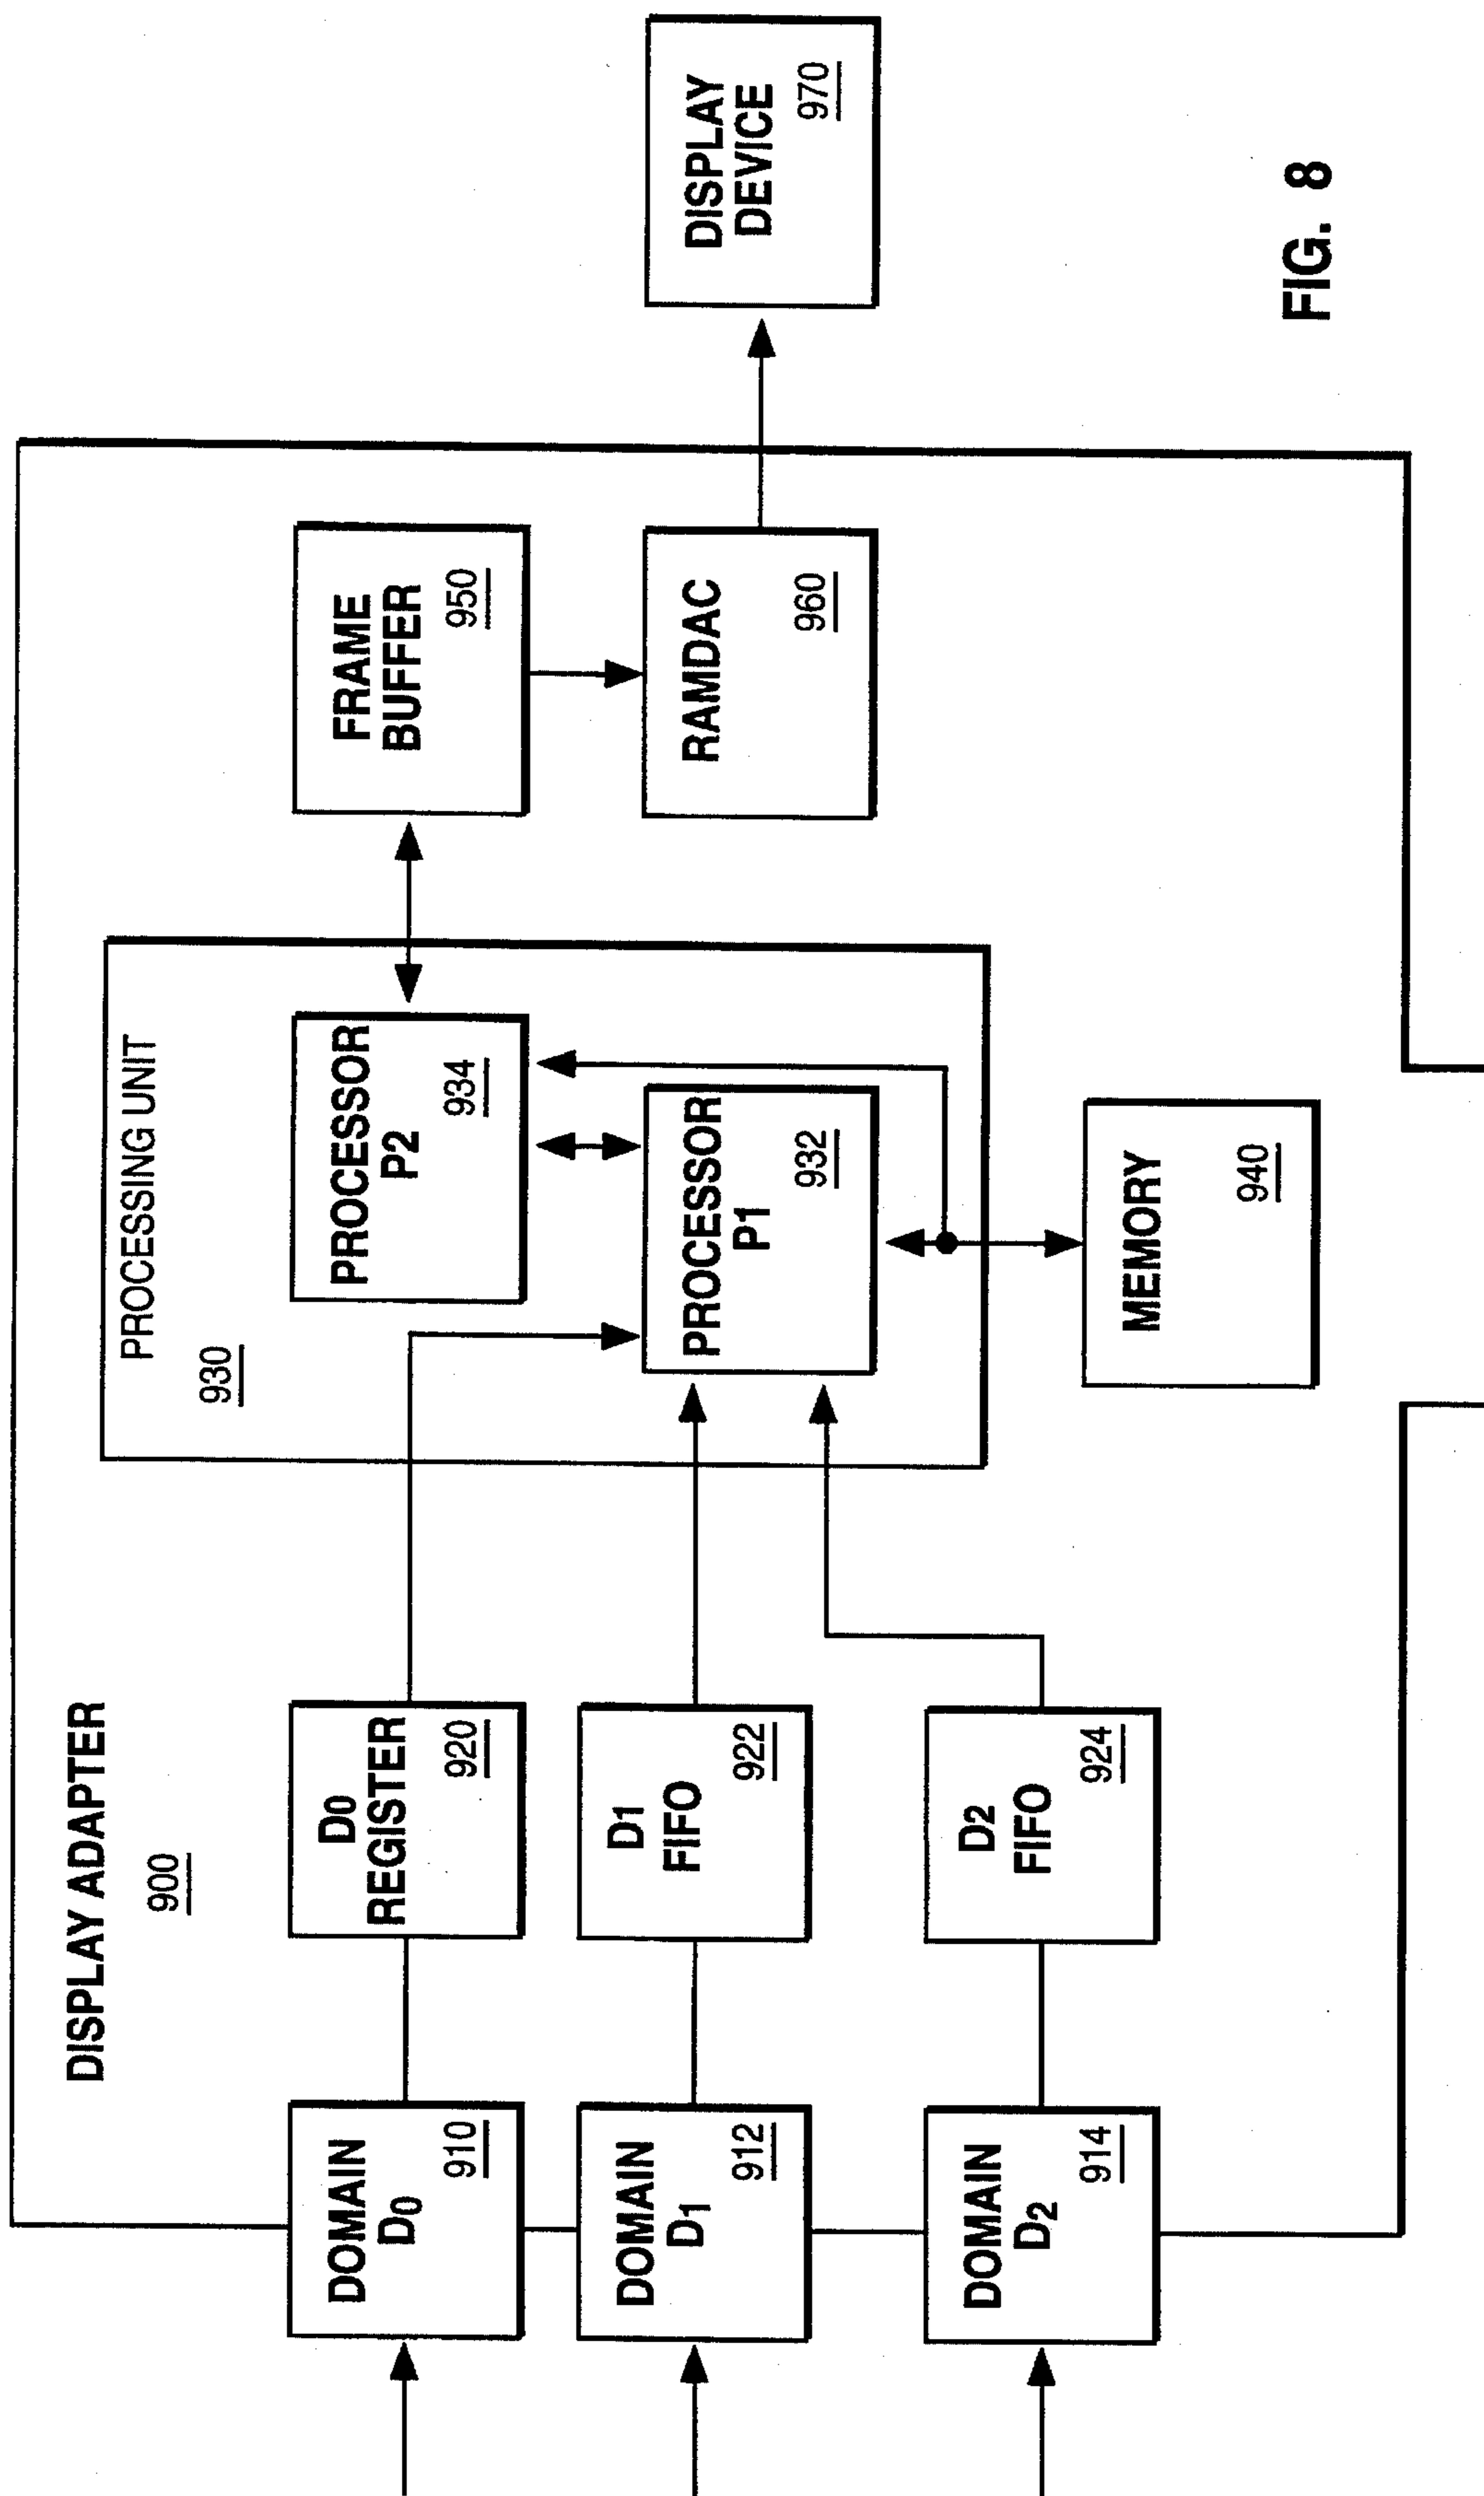 DISPLAY ADAPTER
900
DOMAIN
D0
910
D0
REGISTER
920
PROCESSING UNIT
930
PROCESSOR
P2
934
FRAME
BUFFER
950
DOMAIN
D1
912
D1
FIFO
922
PROCESSOR
P1
932
RAMDAC
960
DISPLAY
DEVICE
970
DOMAIN
D2
914
D2
FIFO
924
MEMORY
940
FIG. 8